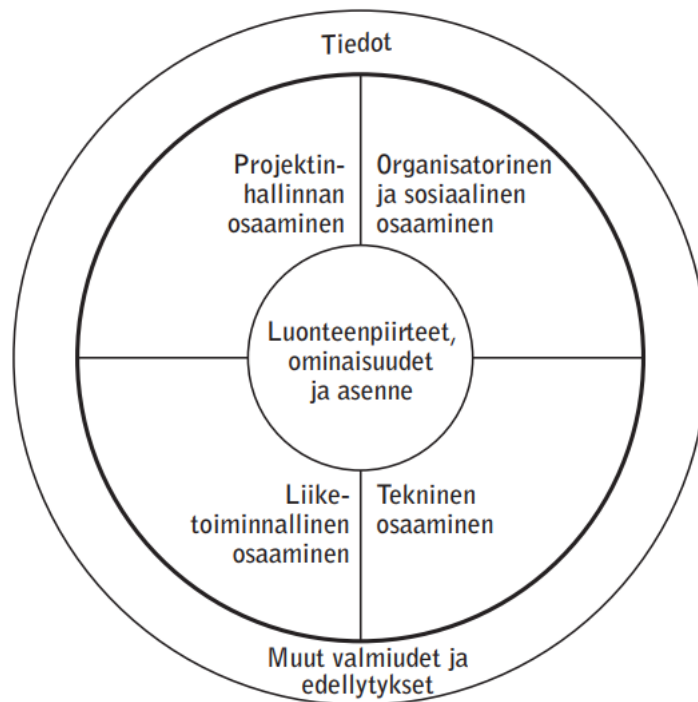 Tiedot
Projektin-
hallinnan
osaaminen
Organisatorinen
ja sosiaalinen
osaaminen
Luonteenpiirteet,
ominaisuudet
ja asenne
Liike-
toiminnallinen
osaaminen
Tekninen
osaaminen
Muut valmiudet ja
edellytykset